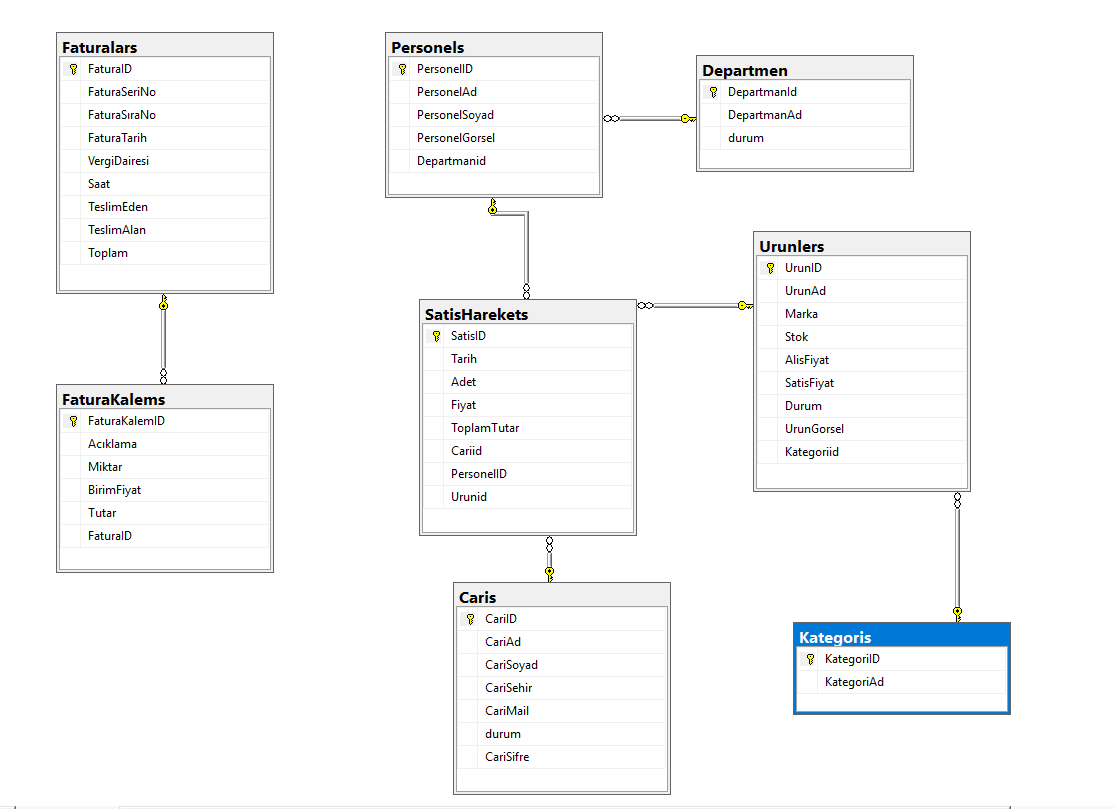 Faturalars
FaturaID
FaturaSeriNo
FaturaSıraNo
FaturaTarih
VergiDairesi
Saat
TeslimEden
TeslimAlan
Toplam
FaturaKalems
FaturaKalemID
Acıklama
Miktar
BirimFiyat
Tutar
FaturaID
Personels
PersonelID
PersonelAd
PersonelSoyad
PersonelGorsel
Departmanid
Departmen
DepartmanId
DepartmanAd
durum
SatisHarekets
SatisID
Tarih
Adet
Fiyat
ToplamTutar
Cariid
PersonelID
Urunid
Urunlers
UrunID
UrunAd
Marka
Stok
AlisFiyat
SatisFiyat
Durum
UrunGorsel
Kategoriid
Caris
CariID
CariAd
CariSoyad
CariSehir
CariMail
durum
CariSifre
Kategoris
KategoriID
KategoriAd